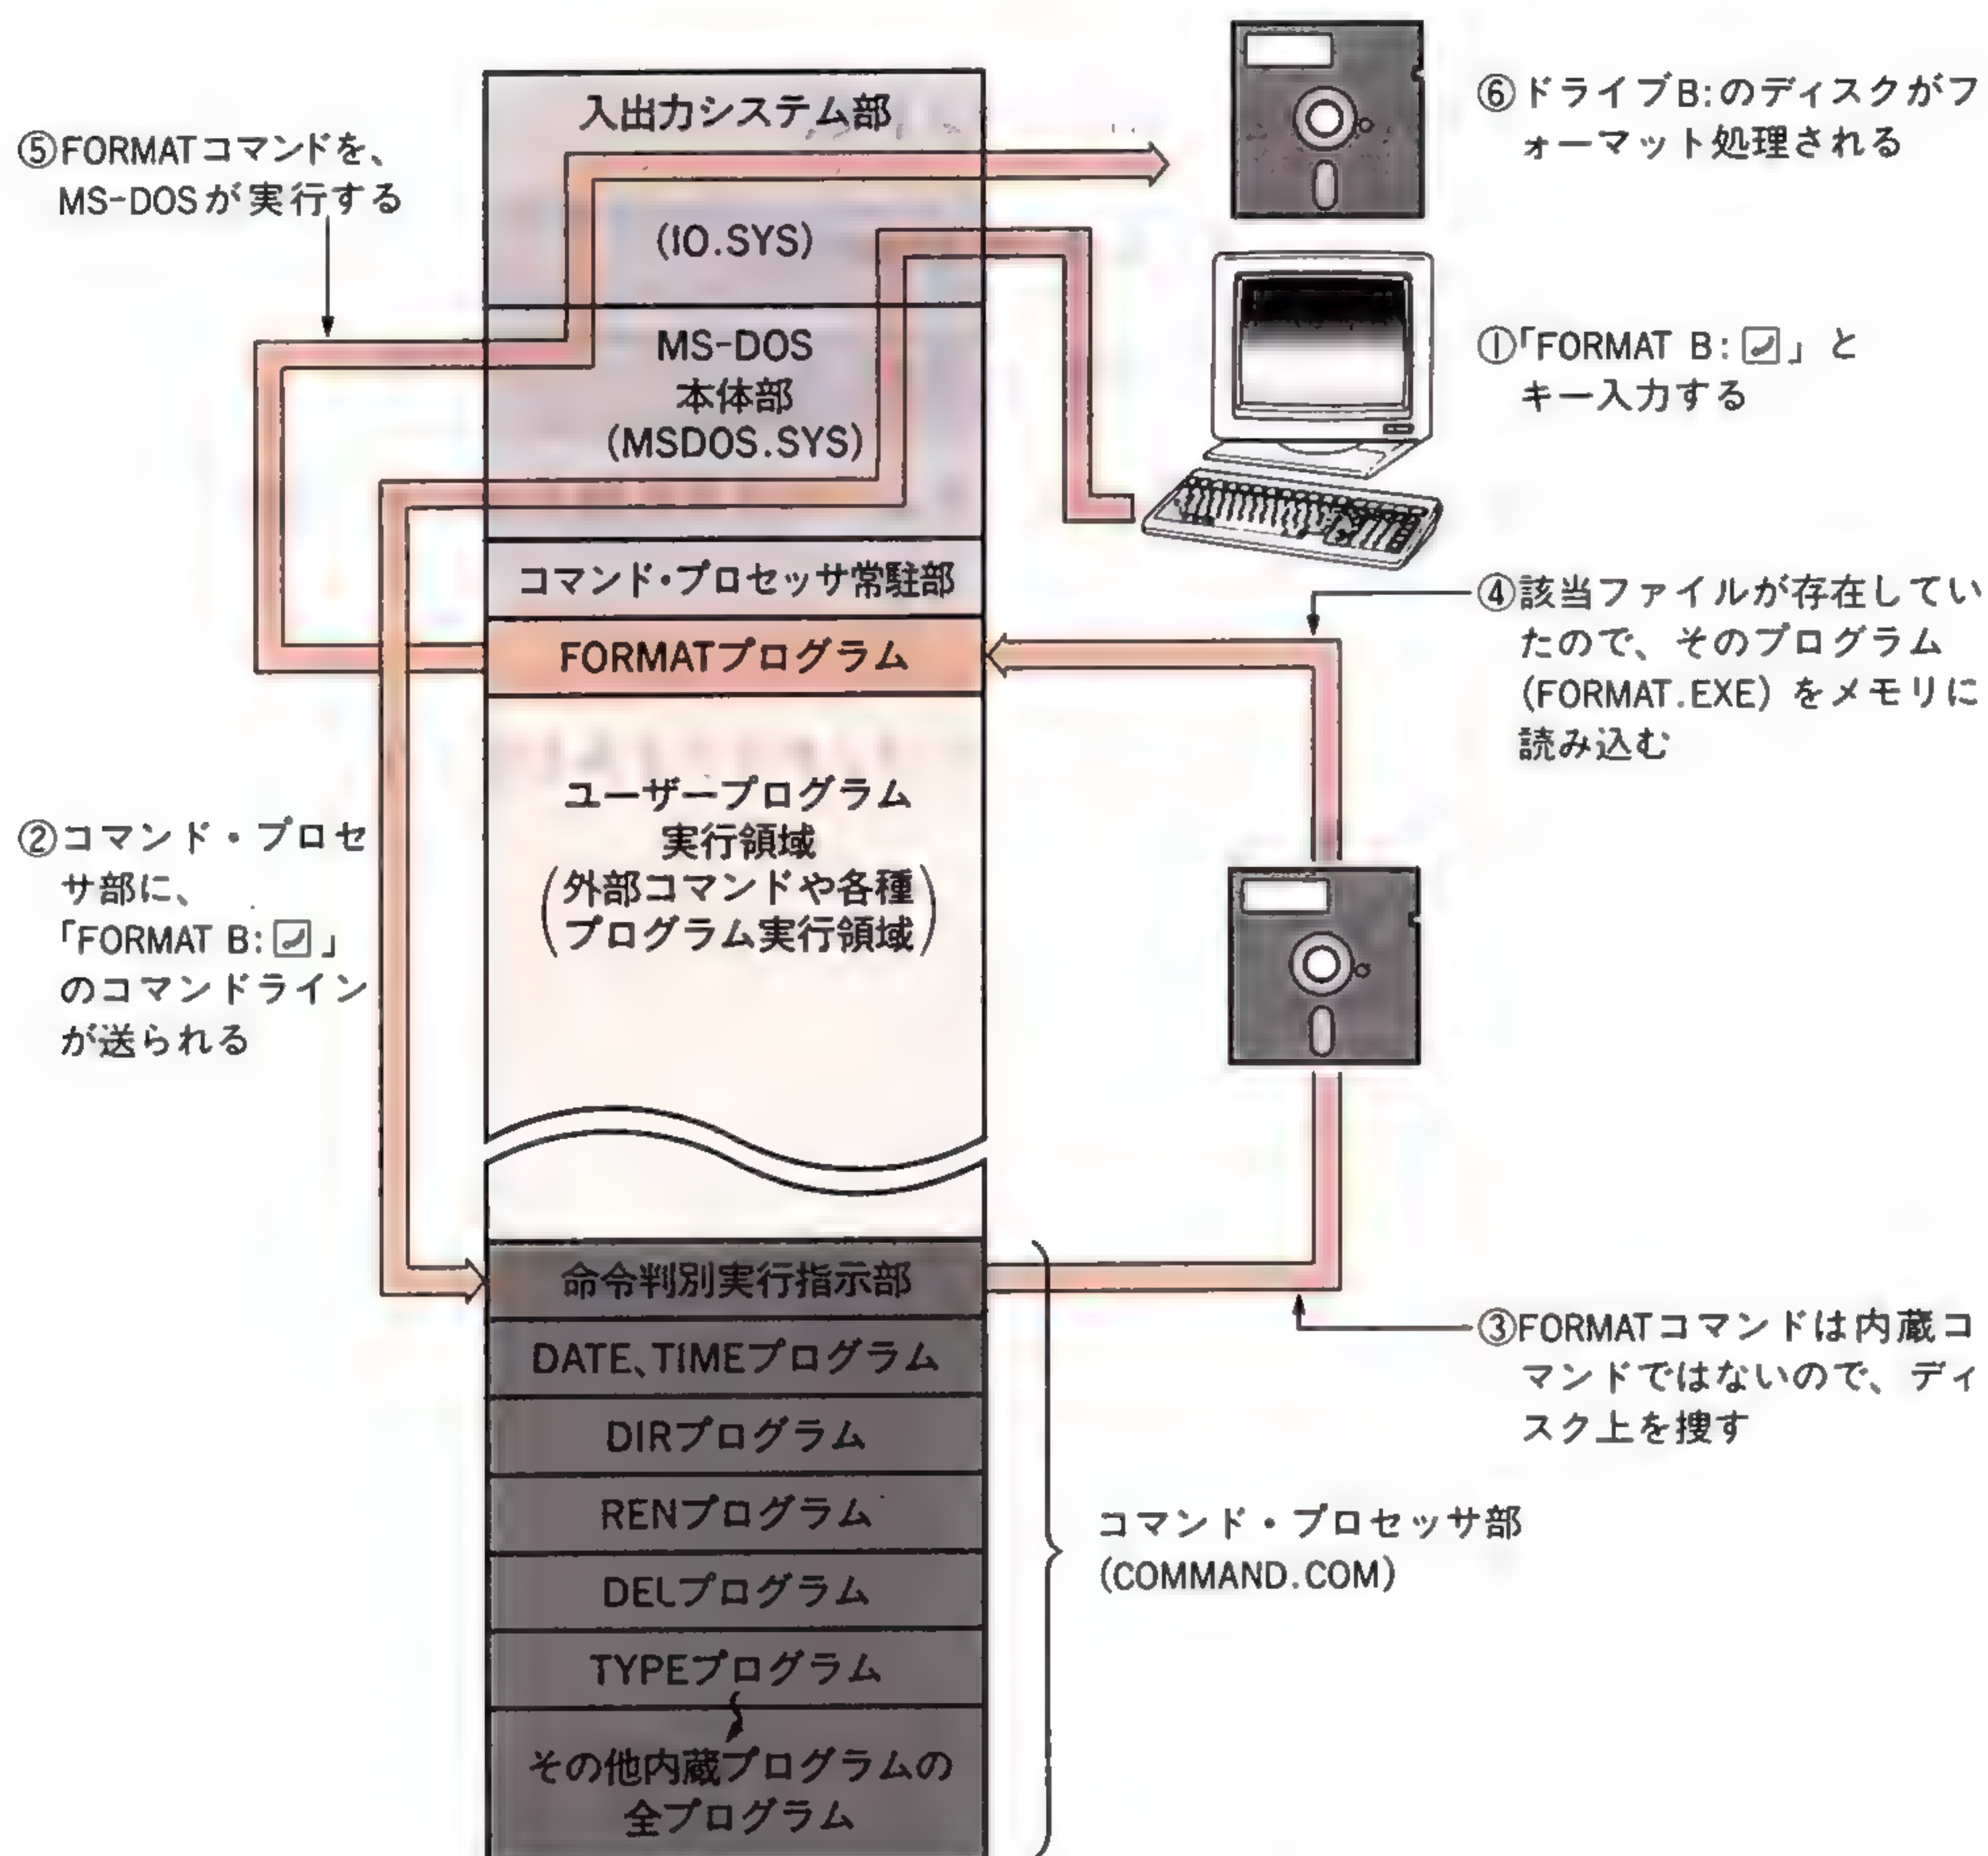 入出力システム部
(IO.SYS)
MS-DOS
本体部
(MSDOS.SYS)
コマンド・プロセッサ常駐部
FORMATプログラム
ユーザープログラム
実行領域
(外部コマンドや各種
プログラム実行領域)
命令判別実行指示部
DATE、TIMEプログラム
DIRプログラム
RENプログラム
DELプログラム
TYPEプログラム
その他内蔵プログラムの
全プログラム
コマンド・プロセッサ部
(COMMAND.COM)
①「FORMAT B:⏎」と
キー入力する
②コマンド・プロセ
サ部に、
「FORMAT B:⏎」
のコマンドライン
が送られる
③FORMATコマンドは内蔵コ
マンドではないので、ディ
スク上を捜す
④該当ファイルが存在してい
たので、そのプログラム
(FORMAT.EXE) をメモリに
読み込む
⑤FORMATコマンドを、
MS-DOSが実行する
⑥ドライブB:のディスクがフ
ォーマット処理される